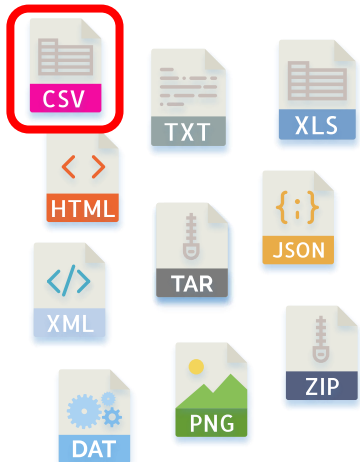 CSV
TXT
XLS
HTML
JSON
TAR
XML
ZIP
PNG
DAT